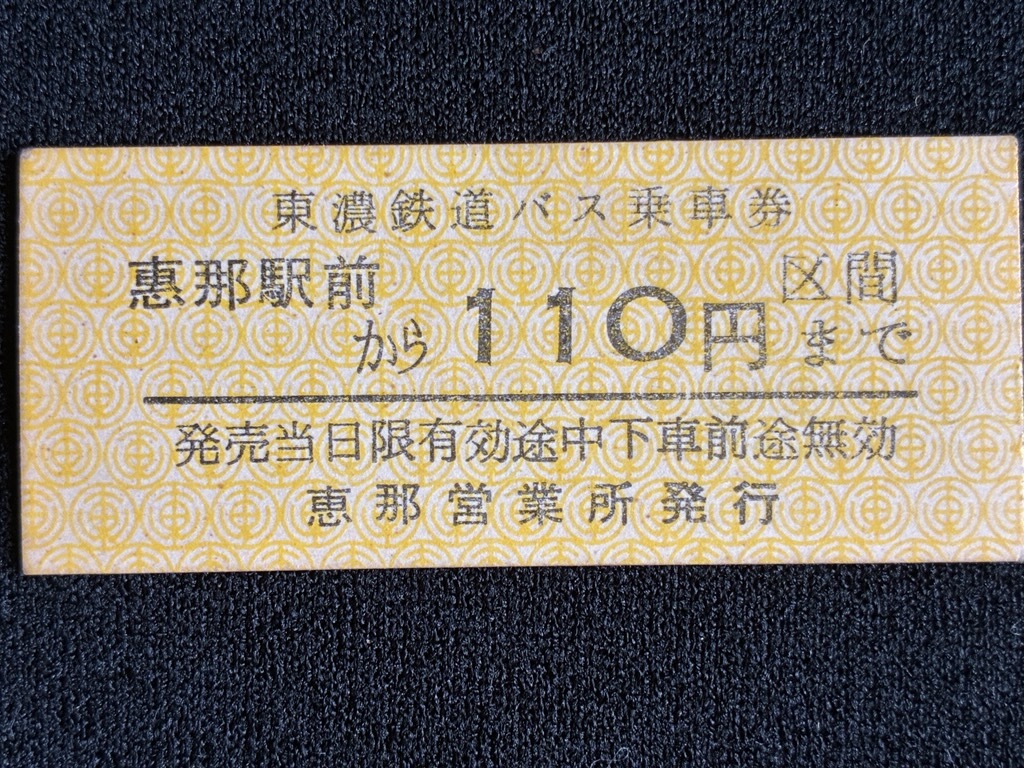 東濃鉄道バス乗車券
恵那駅前から 110円 区間まで
発売当日限有効途中下車前途無効
恵那営業所発行